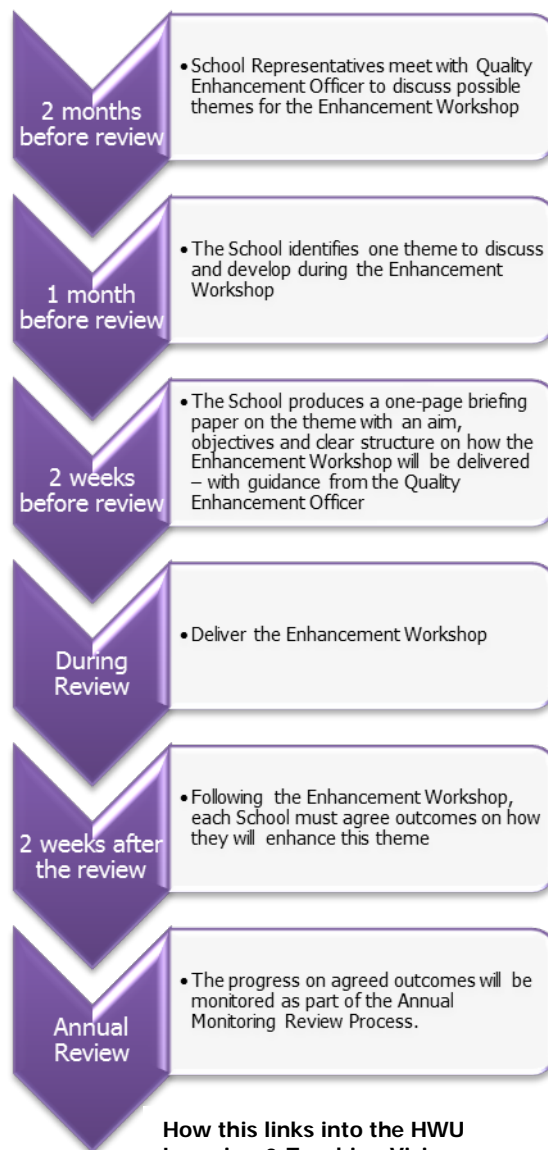 2 months
before review
• School Representatives meet with Quality
Enhancement Officer to discuss possible
themes for the Enhancement Workshop
1 month
before review
• The School identifies one theme to discuss
and develop during the Enhancement
Workshop
2 weeks
before review
• The School produces a one-page briefing
paper on the theme with an aim,
objectives and clear structure on how the
Enhancement Workshop will be delivered
– with guidance from the Quality
Enhancement Officer
During
Review
• Deliver the Enhancement Workshop
2 weeks after
the review
• Following the Enhancement Workshop,
each School must agree outcomes on how
they will enhance this theme
Annual
Review
• The progress on agreed outcomes will be
monitored as part of the Annual
Monitoring Review Process.
How this links into the HWU